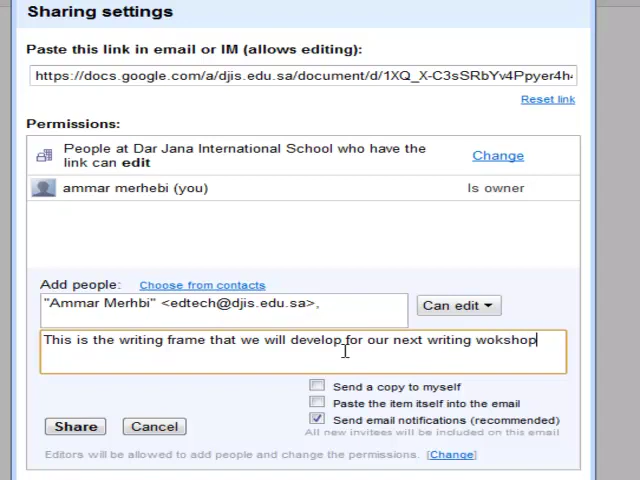 Sharing settings
Paste this link in email or IM (allows editing):
https://docs.google.com/a/djis.edu.sa/document/d/1XQ_X-C3sSRbYv4Ppyer4h4
Reset link
Permissions:
People at Dar Jana International School who have the
link can edit
Change
ammar merhebi (you)
Is owner
Add people: Choose from contacts
"Ammar Merhbi" <edtech@djis.edu.sa>,
Can edit
This is the writing frame that we will develop for our next writing wokshop
Send a copy to myself
Paste the item itself into the email
Send email notifications (recommended)
All new invitees will be included on this email
Share Cancel
Editors will be allowed to add people and change the permissions. [Change]